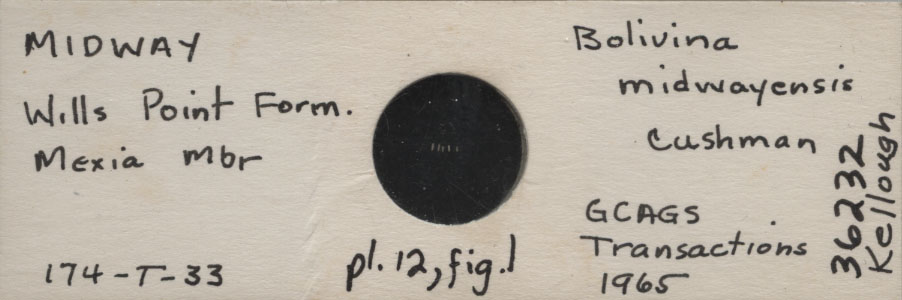 MIDWAY
Wills Point Form.
Mexia Mbr
174-T-33
pl. 12, fig. 1
Bolivina
midwayensis
Cushman
GCAGS
Transactions
1965
36232
Kellough